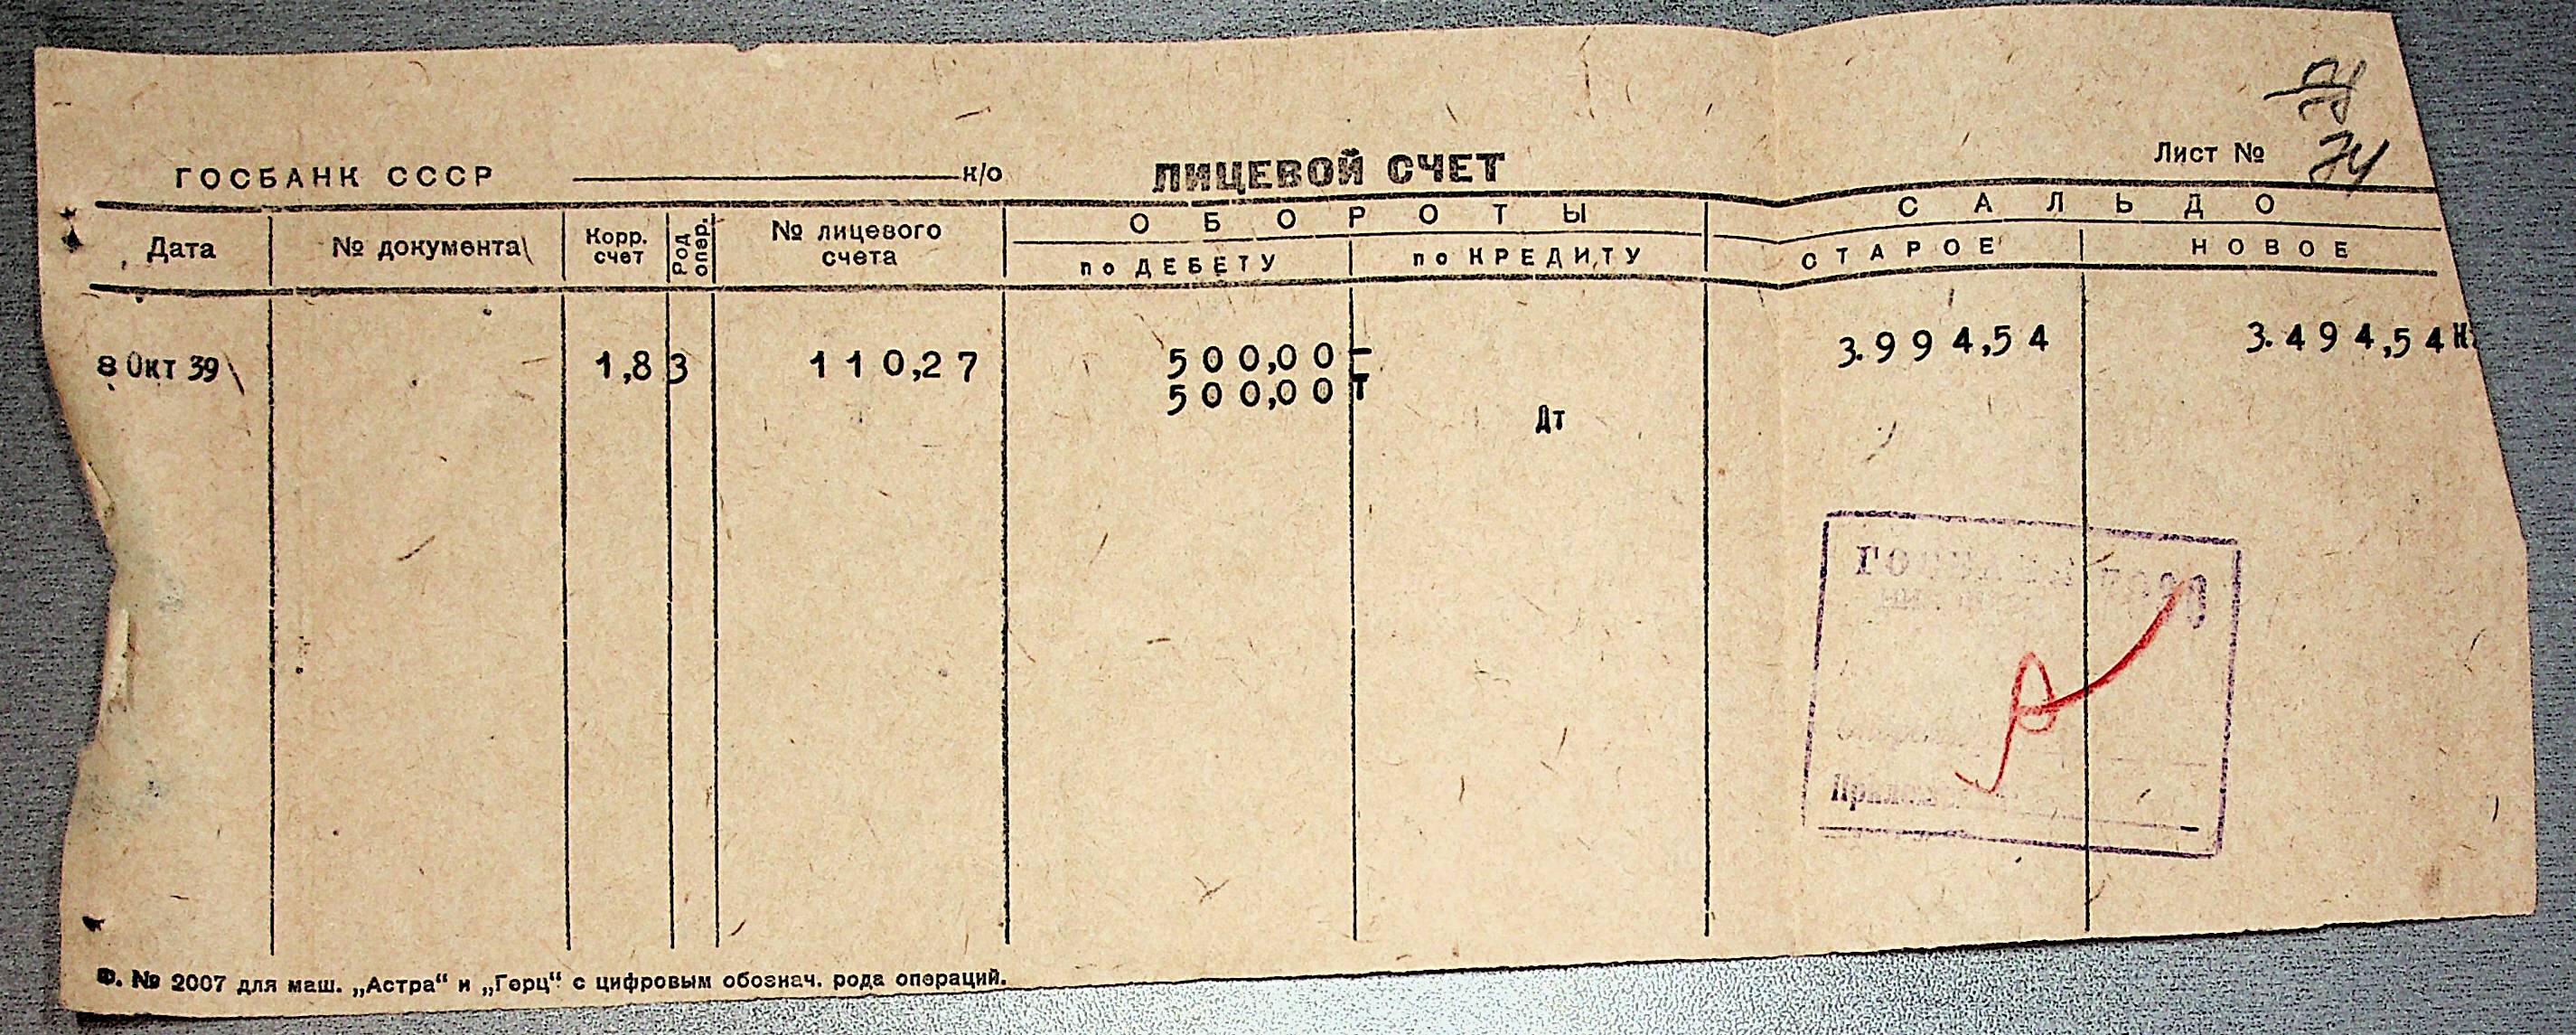 ГОСБАНК СССР к/о ЛИЦЕВОЙ СЧЕТ Лист № 74
Дата № документа Корр. счет Род опер. № лицевого счета ОБОРОТЫ САЛЬДО
по ДЕБЕТУ по КРЕДИТУ СТАРОЕ НОВОЕ
8 Окт 39 1,8 3 110,27 500,00 – 3.994,54 3.494,54 Н
500,00 Т
Дт
Ф. № 2007 для маш. „Астра“ и „Герц“ с цифровым обознач. рода операций.